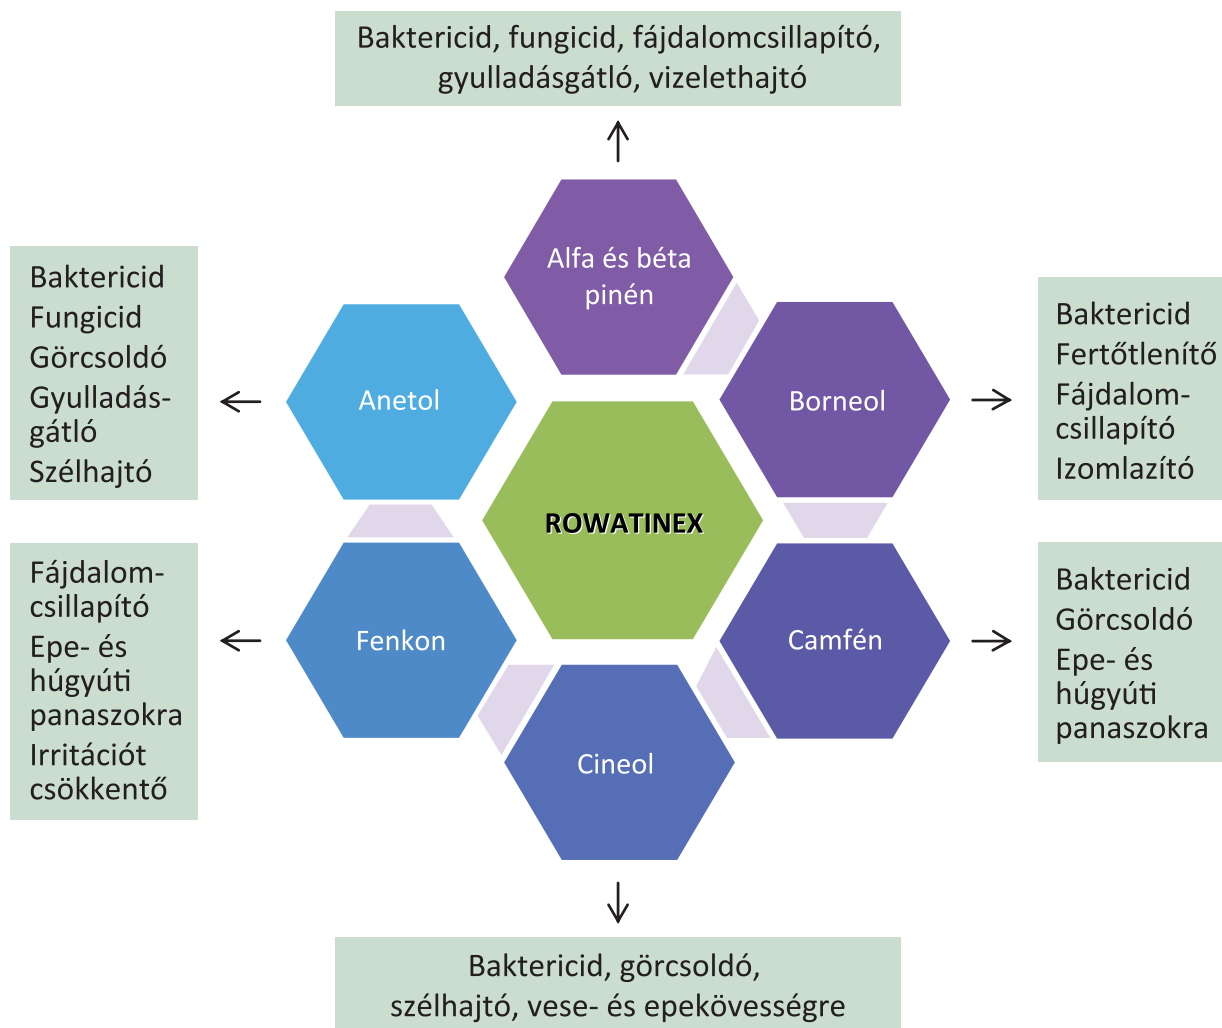 Baktericid, fungicid, fájdalomcsillapító,
gyulladásgátló, vizelethajtó
Alfa és béta
pinén
Baktericid
Fungicid
Görcsoldó
Gyulladás-
gátló
Szélhajtó
Anetol
Borneol
Baktericid
Fertőtlenítő
Fájdalom-
csillapító
Izomlazító
ROWATINEX
Fájdalom-
csillapító
Epe- és
húgyúti
panaszokra
Irritációt
csökkentő
Fenkon
Camfén
Baktericid
Görcsoldó
Epe- és
húgyúti
panaszokra
Cineol
Baktericid, görcsoldó,
szélhajtó, vese- és epekövességre